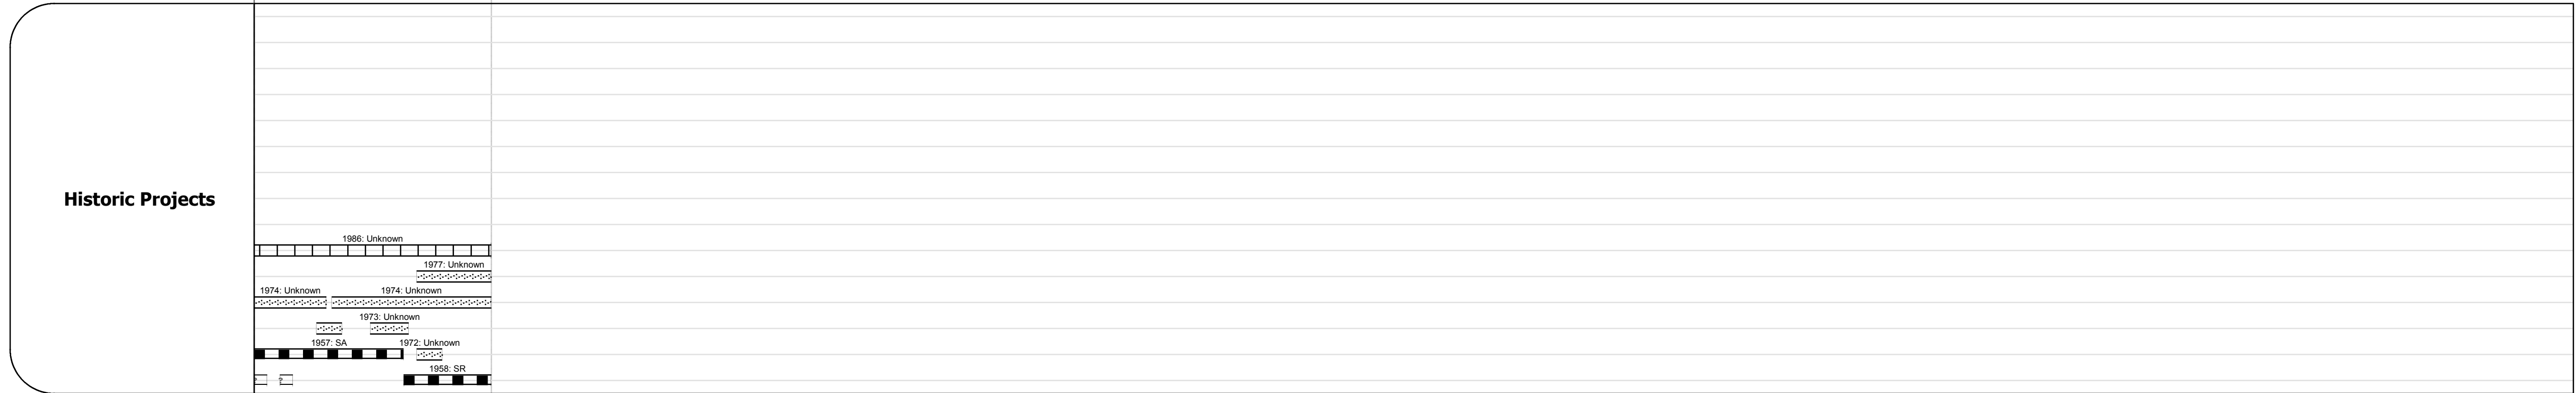 Historic Projects
1986: Unknown
1977: Unknown
1974: Unknown 1974: Unknown
1973: Unknown
1957: SA 1972: Unknown
1958: SR
? ?